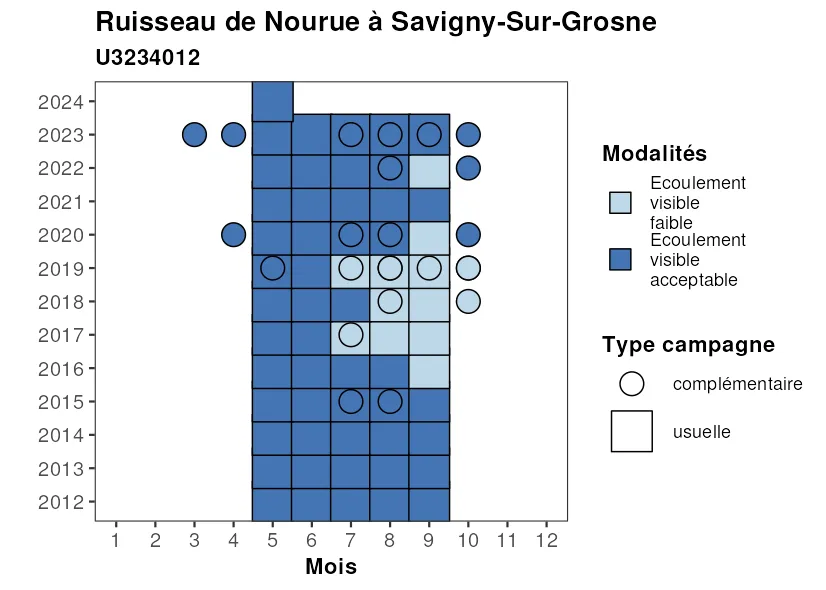 Ruisseau de Nourue à Savigny-Sur-Grosne
U3234012
2024
2023
2022
2021
2020
2019
2018
2017
2016
2015
2014
2013
2012
1 2 3 4 5 6 7 8 9 10 11 12
Mois
Modalités
Ecoulement
visible
faible
Ecoulement
visible
acceptable
Type campagne
complémentaire
usuelle